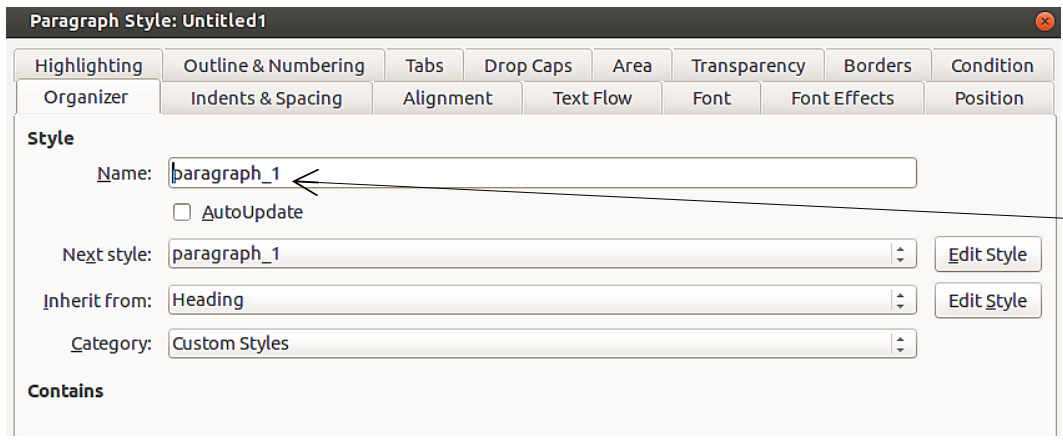 Paragraph Style: Untitled1
Highlighting Outline & Numbering Tabs Drop Caps Area Transparency Borders Condition
Organizer Indents & Spacing Alignment Text Flow Font Font Effects Position
Style
Name: paragraph_1
AutoUpdate
Next style: paragraph_1 Edit Style
Inherit from: Heading Edit Style
Category: Custom Styles
Contains